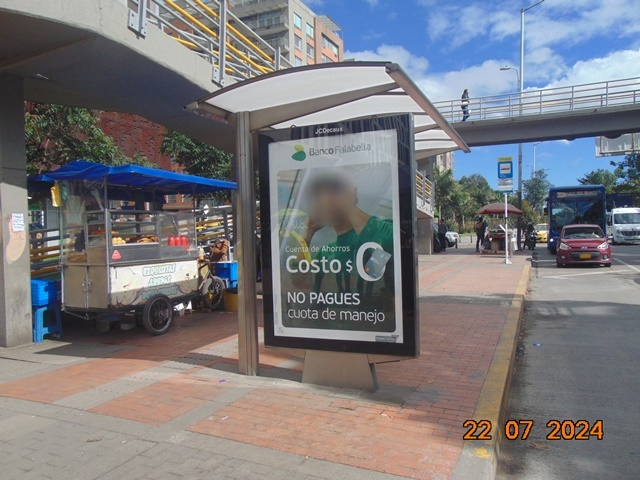 JCDecaux
Banco Falabella
Cuenta de Ahorros
Costo $0
NO PAGUES
cuota de manejo
22 07 2024